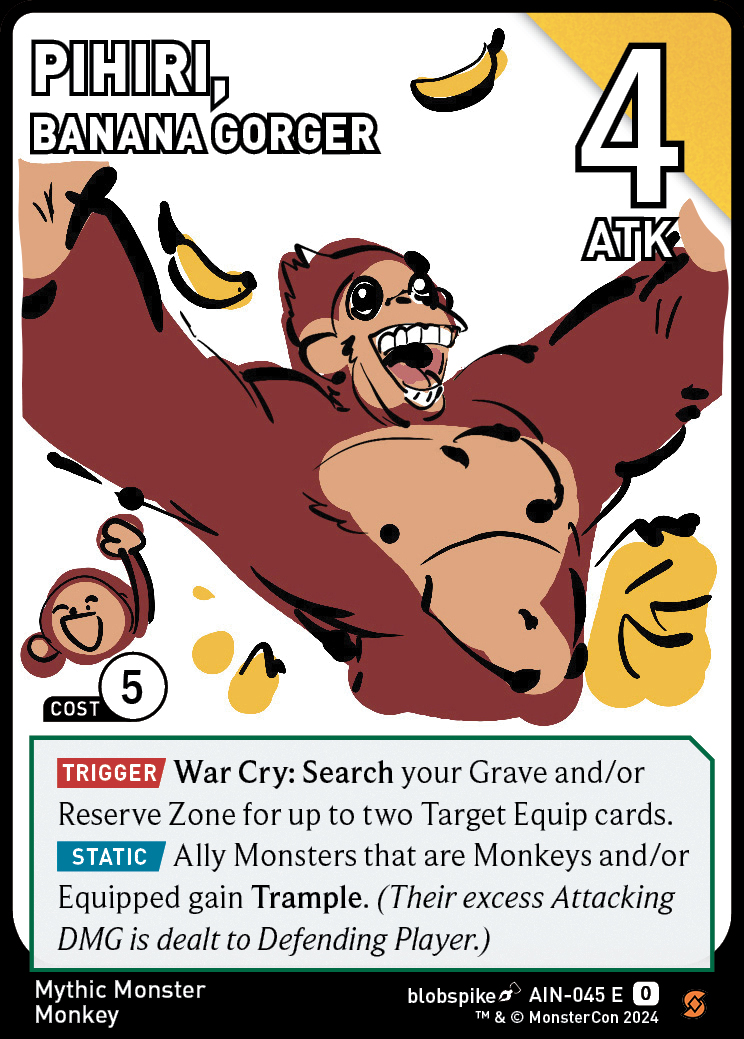 PIHIRI,
BANANA GORGER
4
ATK
COST 5
TRIGGER War Cry: Search your Grave and/or
Reserve Zone for up to two Target Equip cards.
STATIC Ally Monsters that are Monkeys and/or
Equipped gain Trample. (Their excess Attacking
DMG is dealt to Defending Player.)
Mythic Monster
Monkey
blobspike AIN-045 E 0
™ & © MonsterCon 2024